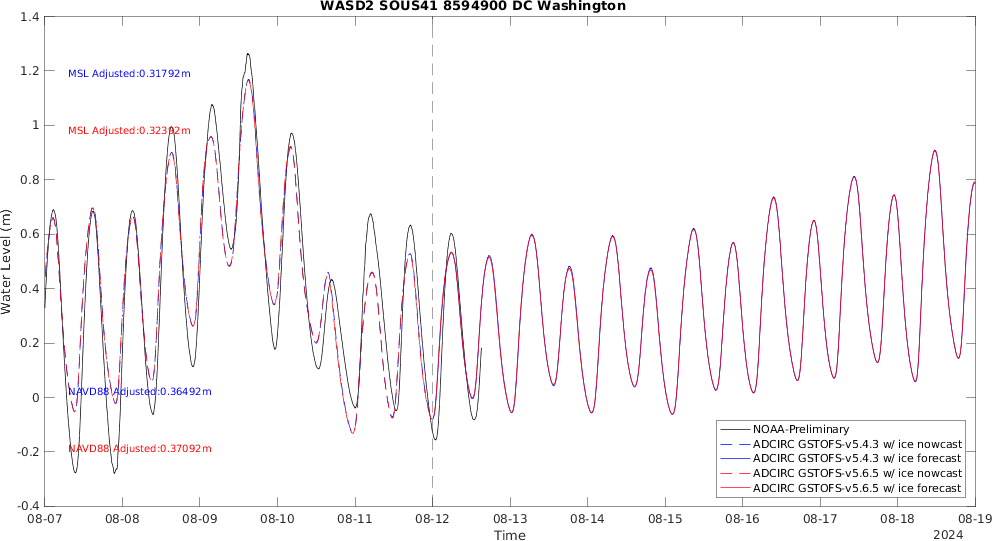 WASD2 SOUS41 8594900 DC Washington
1.4
1.2
1
0.8
0.6
0.4
0.2
0
-0.2
-0.4
Water Level (m)
MSL Adjusted:0.31792m
MSL Adjusted:0.32392m
NAVD88 Adjusted:0.36492m
NAVD88 Adjusted:0.37092m
NOAA-Preliminary
ADCIRC GSTOFS-v5.4.3 w/ ice nowcast
ADCIRC GSTOFS-v5.4.3 w/ ice forecast
ADCIRC GSTOFS-v5.6.5 w/ ice nowcast
ADCIRC GSTOFS-v5.6.5 w/ ice forecast
08-07 08-08 08-09 08-10 08-11 08-12 08-13 08-14 08-15 08-16 08-17 08-18 08-19
Time
2024